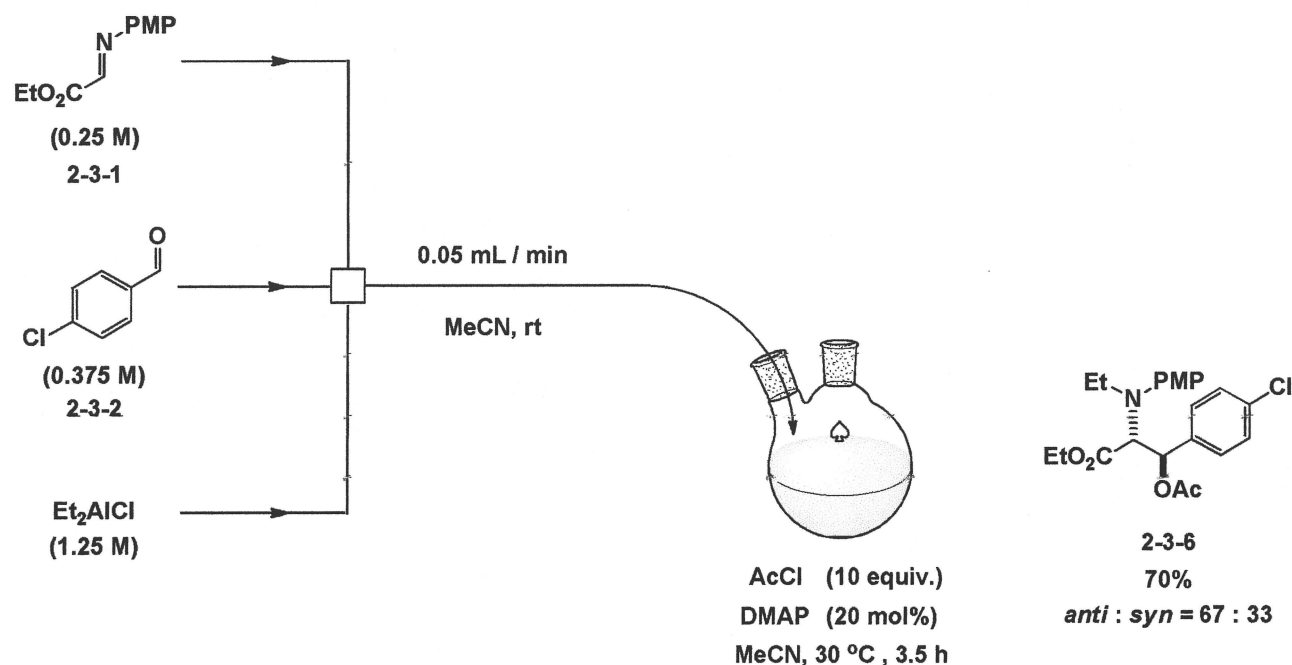 N
PMP
EtO2C
(0.25 M)
2-3-1
O
Cl
(0.375 M)
2-3-2
Et2AlCl
(1.25 M)
0.05 mL / min
MeCN, rt
AcCl (10 equiv.)
DMAP (20 mol%)
MeCN, 30 oC , 3.5 h
Et
N
PMP
Cl
EtO2C
OAc
2-3-6
70%
anti : syn = 67 : 33